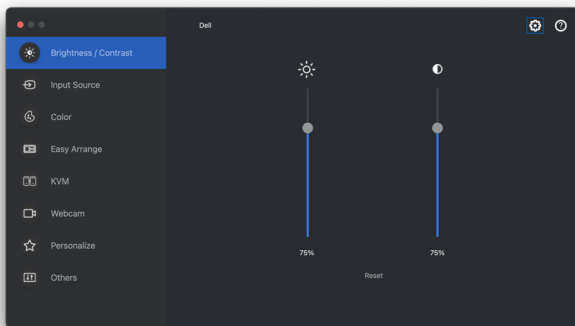 Dell
Brightness / Contrast
Input Source
Color
Easy Arrange
KVM
Webcam
Personalize
Others
75%
75%
Reset